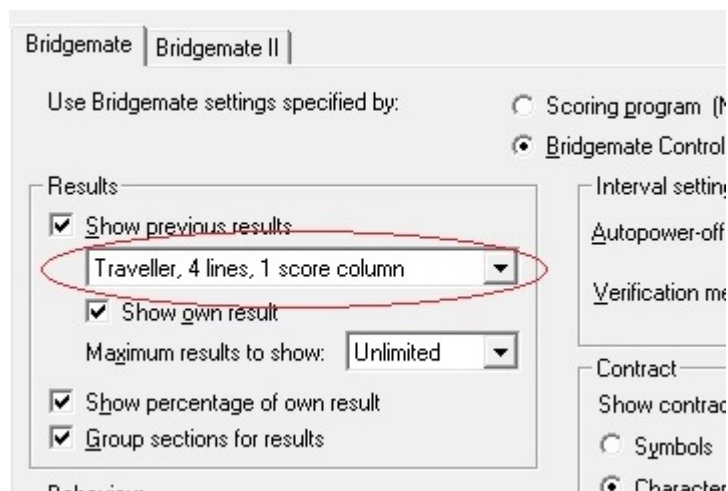 Bridgemate Bridgemate II
Use Bridgemate settings specified by:
Scoring program (
Bridgemate Control
Results
Show previous results
Traveller, 4 lines, 1 score column
Show own result
Maximum results to show: Unlimited
Show percentage of own result
Group sections for results
Interval setting
Autopower-off
Verification me
Contract
Show contrac
Symbols
Character